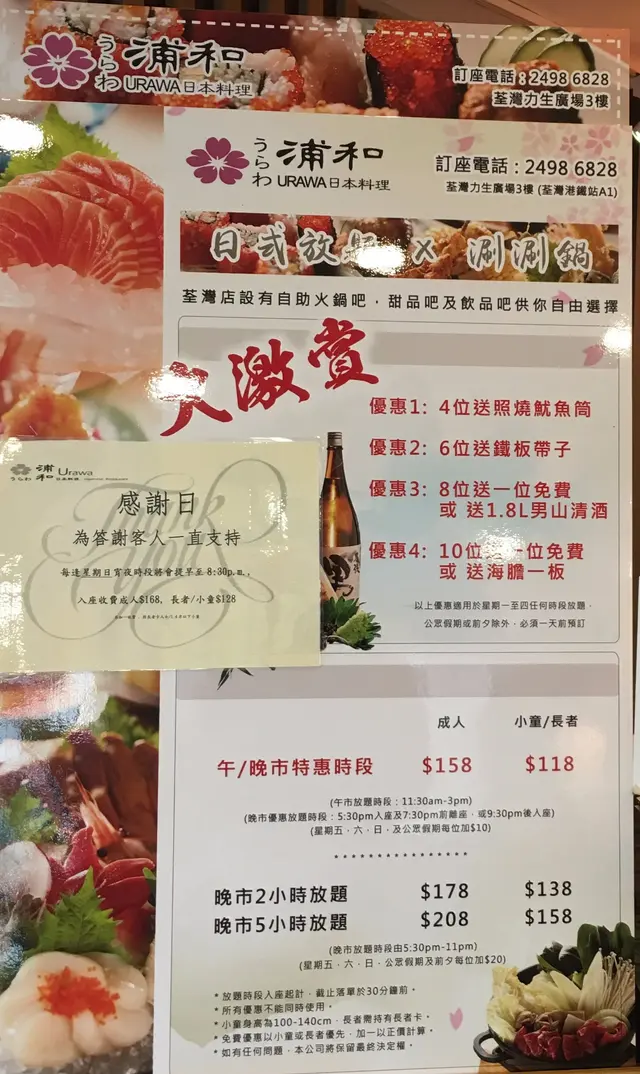 うらわ 浦和
URAWA日本料理
訂座電話:2498 6828
荃灣力生廣場3樓
うらわ 浦和
URAWA日本料理
訂座電話:2498 6828
荃灣力生廣場3樓 (荃灣港鐵站A1)
日式放題 X 涮涮鍋
荃灣店設有自助火鍋吧,甜品吧及飲品吧供你自由選擇
大激賞
優惠1: 4位送照燒魷魚筒
優惠2: 6位送鐵板帶子
優惠3: 8位送一位免費
或 送1.8L男山清酒
優惠4: 10位 一位免費
或 送海膽一板
以上優惠適用於星期一至四任何時段放題,
公眾假期或前夕除外,必須一天前預訂
うらわ 浦和 Urawa
日本料理 Japanese Restaurant
Thank
感謝日
為答謝客人一直支持
每逢星期日宵夜時段將會提早至 8:30p.m.,
入座收費成人$168, 長者/小童$128
成人 小童/長者
午/晚市特惠時段 $158 $118
(午市放題時段:11:30am-3pm)
(晚市優惠放題時段:5:30pm入座及7:30pm前離座,或9:30pm後入座)
(星期五,六,日,及公眾假期每位加$10)
****************
晚市2小時放題 $178 $138
晚市5小時放題 $208 $158
(晚市放題時段由5:30pm-11pm)
(星期五,六,日,公眾假期及前夕每位加$20)
*放題時段入座起計,截止落單於30分鐘前。
*所有優惠不能同時使用。
*小童身高為100-140cm,長者需持有長者卡。
*免費優惠以小童或長者優先,加一以正價計算。
*如有任何問題,本公司將保留最終決定權。